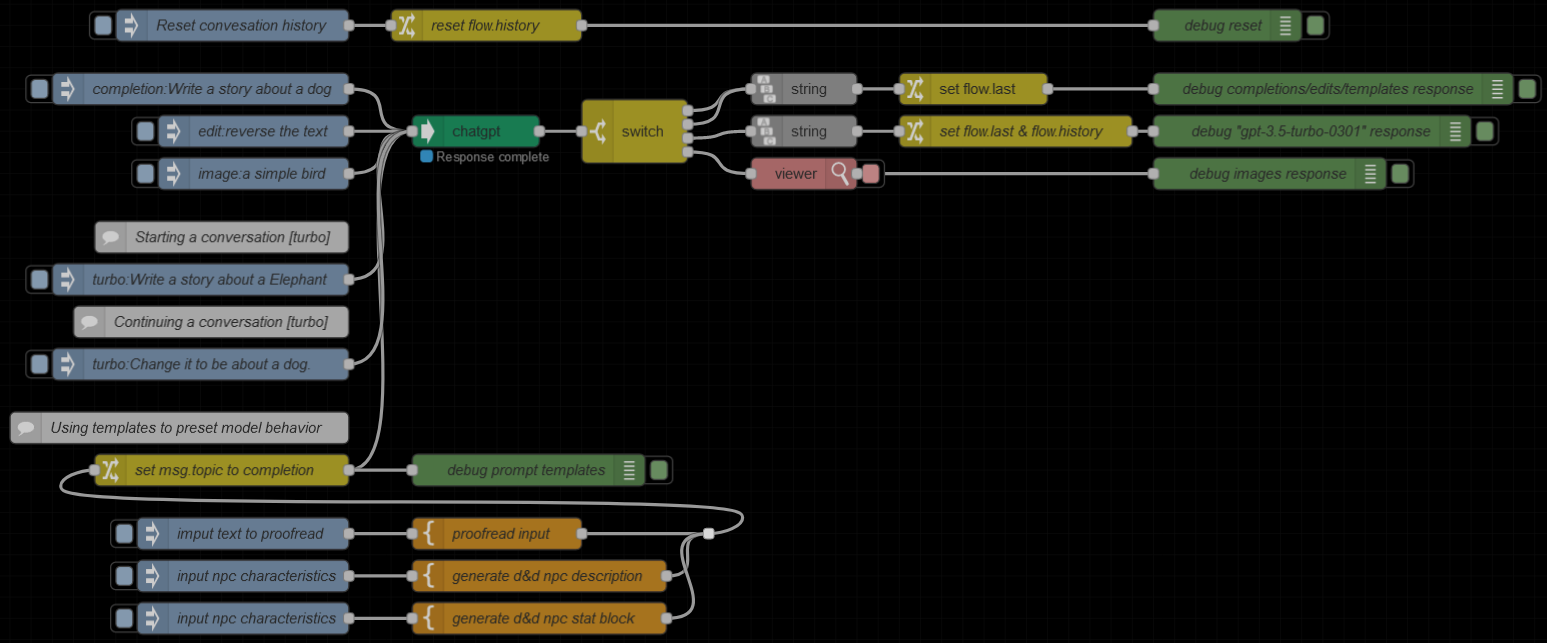 Reset convesation history
reset flow.history
debug reset
completion:Write a story about a dog
string
set flow.last
debug completions/edits/templates response
edit:reverse the text
chatgpt
switch
string
set flow.last & flow.history
debug "gpt-3.5-turbo-0301" response
Response complete
image:a simple bird
viewer
debug images response
Starting a conversation [turbo]
turbo:Write a story about a Elephant
Continuing a conversation [turbo]
turbo:Change it to be about a dog.
Using templates to preset model behavior
set msg.topic to completion
debug prompt templates
imput text to proofread
proofread input
input npc characteristics
generate d&d npc description
input npc characteristics
generate d&d npc stat block